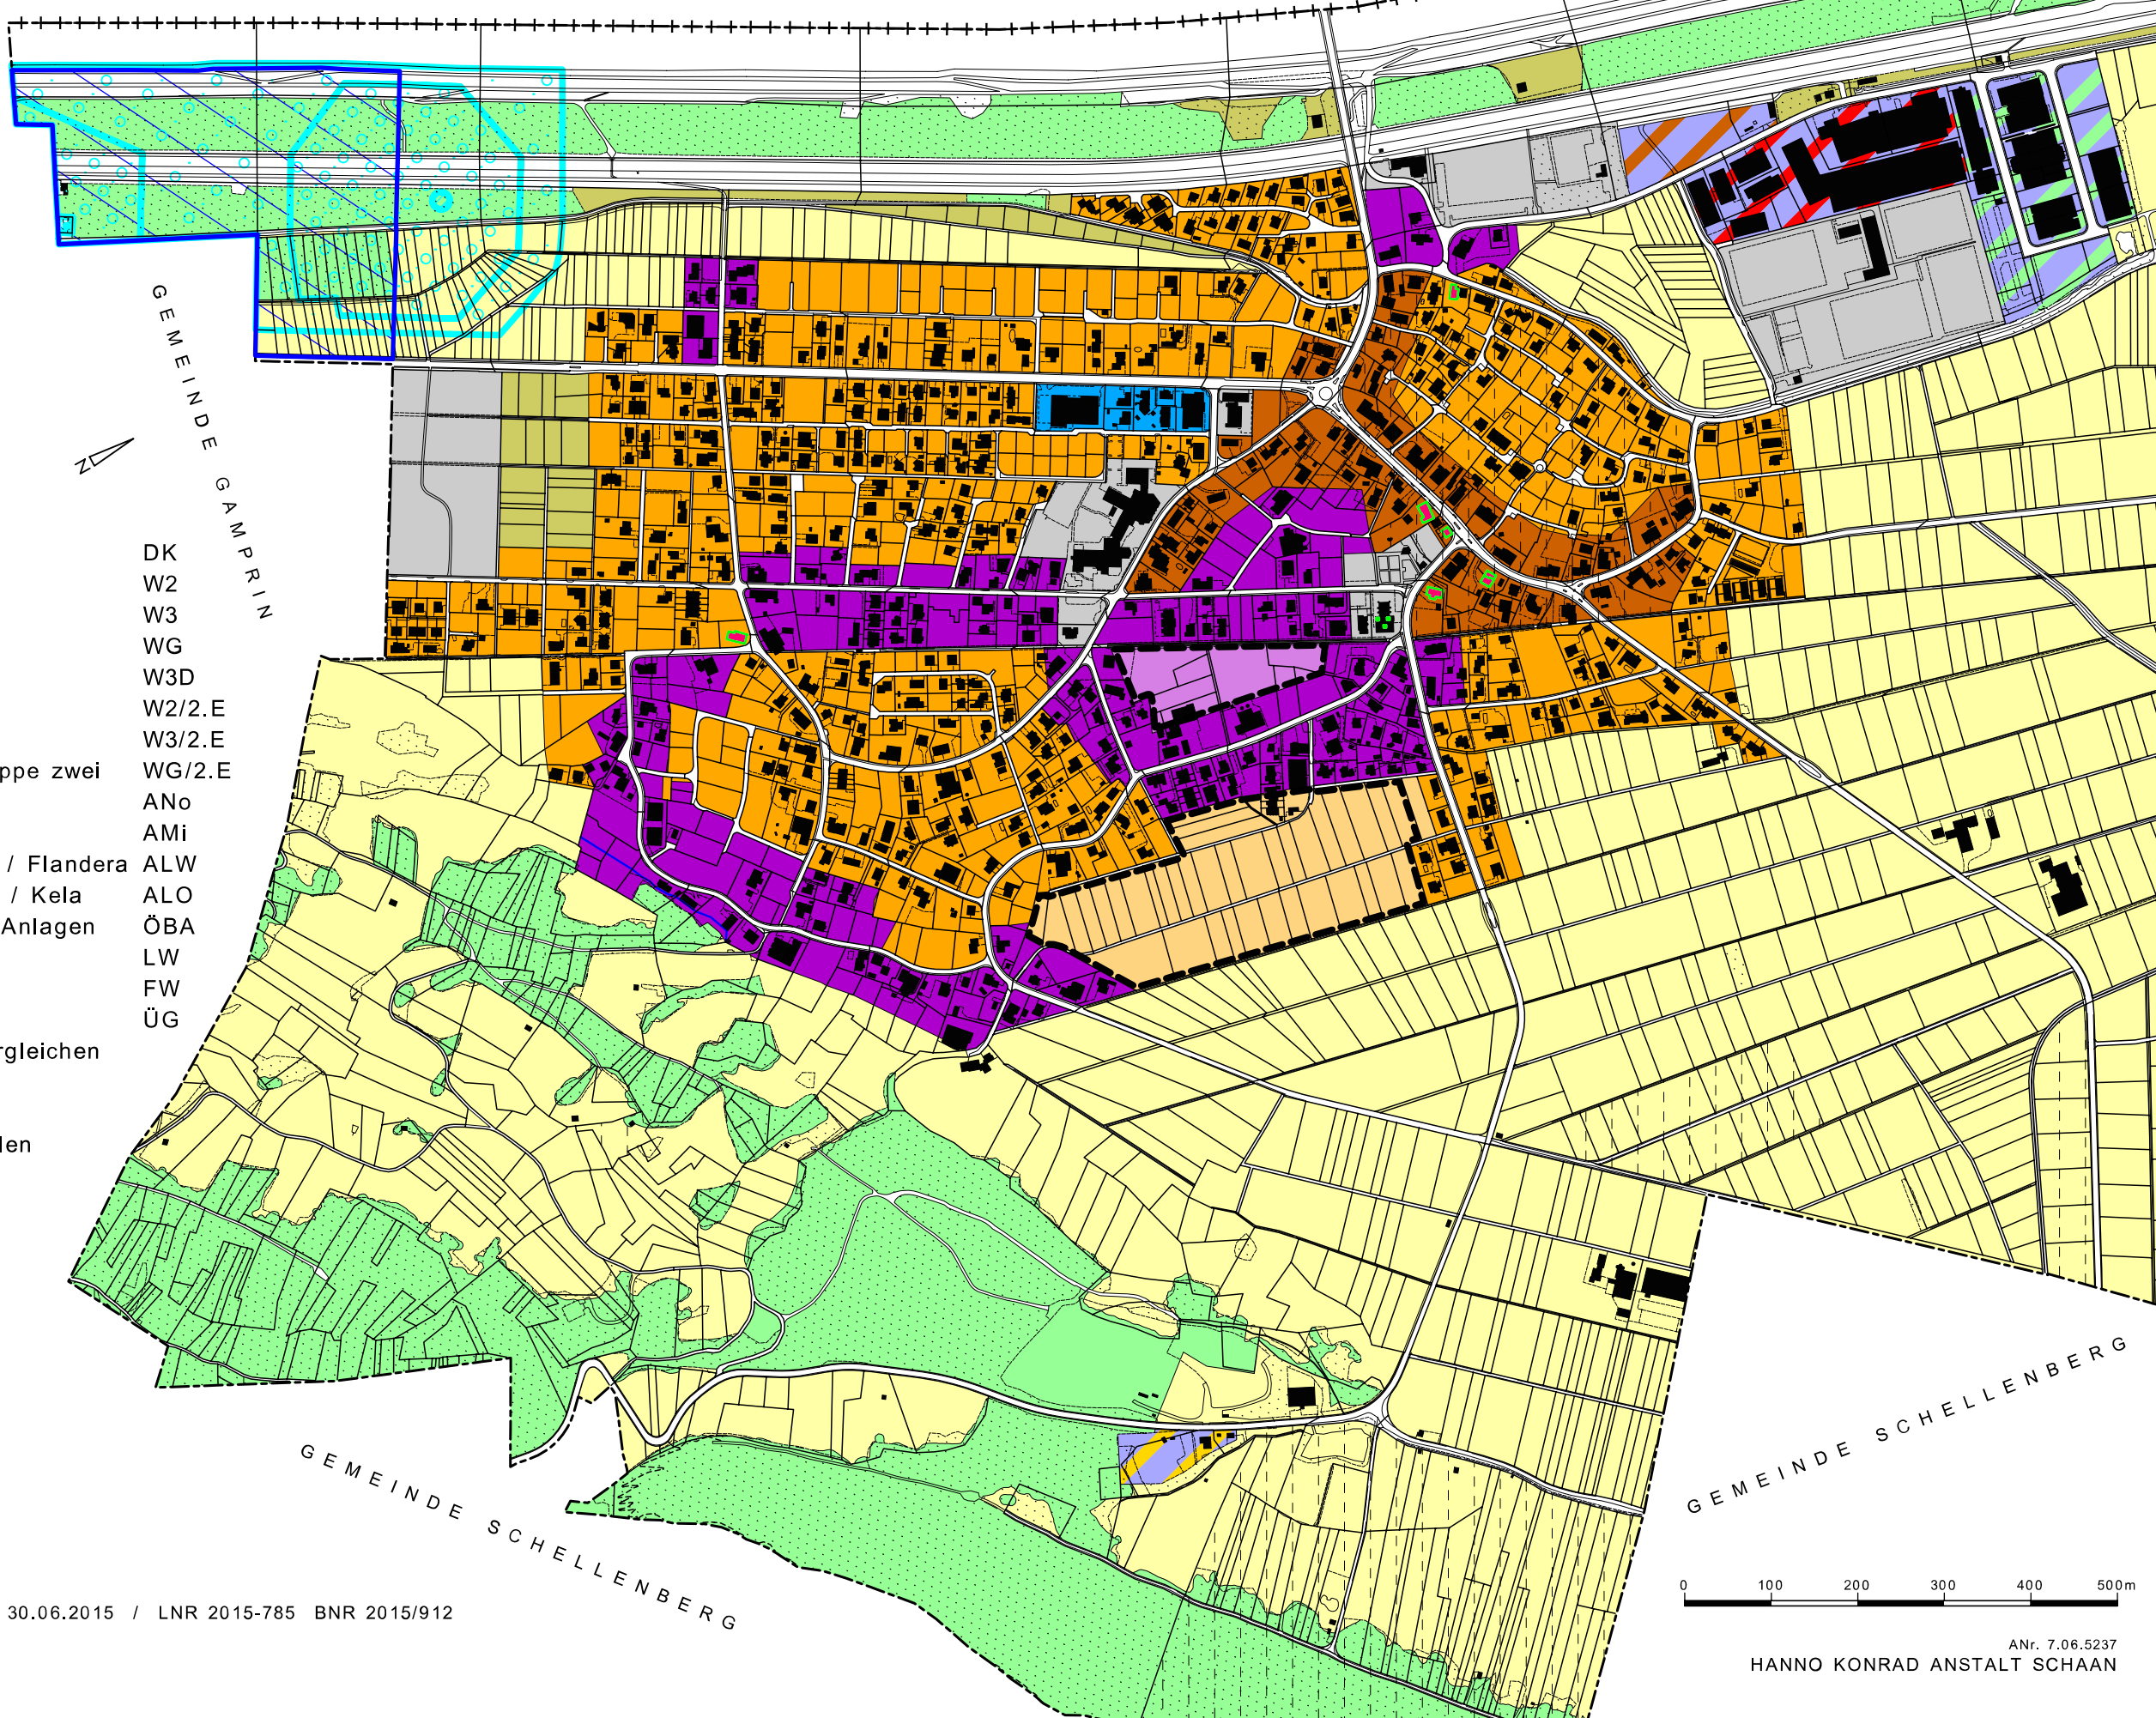 GEMEINDE GAMPRIN
N
DK
W2
W3
WG
W3D
W2/2.E
W3/2.E
ppe zwei WG/2.E
ANo
AMi
/ Flandera ALW
/ Kela ALO
Anlagen ÖBA
LW
FW
ÜG
rgleichen
len
GEMEINDE SCHELLENBERG
GEMEINDE SCHELLENBERG
30.06.2015 / LNR 2015-785 BNR 2015/912
0 100 200 300 400 500m
ANr. 7.06.5237
HANNO KONRAD ANSTALT SCHAAN